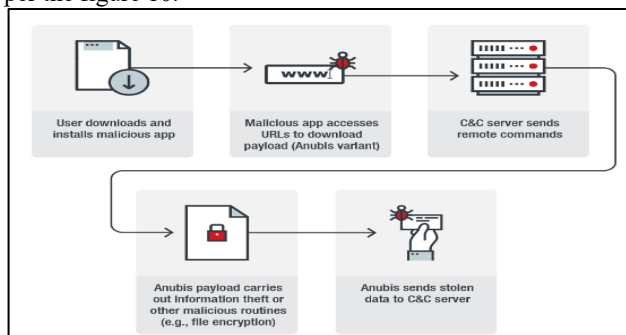 per the figure 10.
www
User downloads and
installs malicious app
Malicious app accesses
URLs to download
payload (Anubis variant)
C&C server sends
remote commands
Anubis payload carries
out information theft or
other malicious routines
(e.g., file encryption)
Anubis sends stolen
data to C&C server